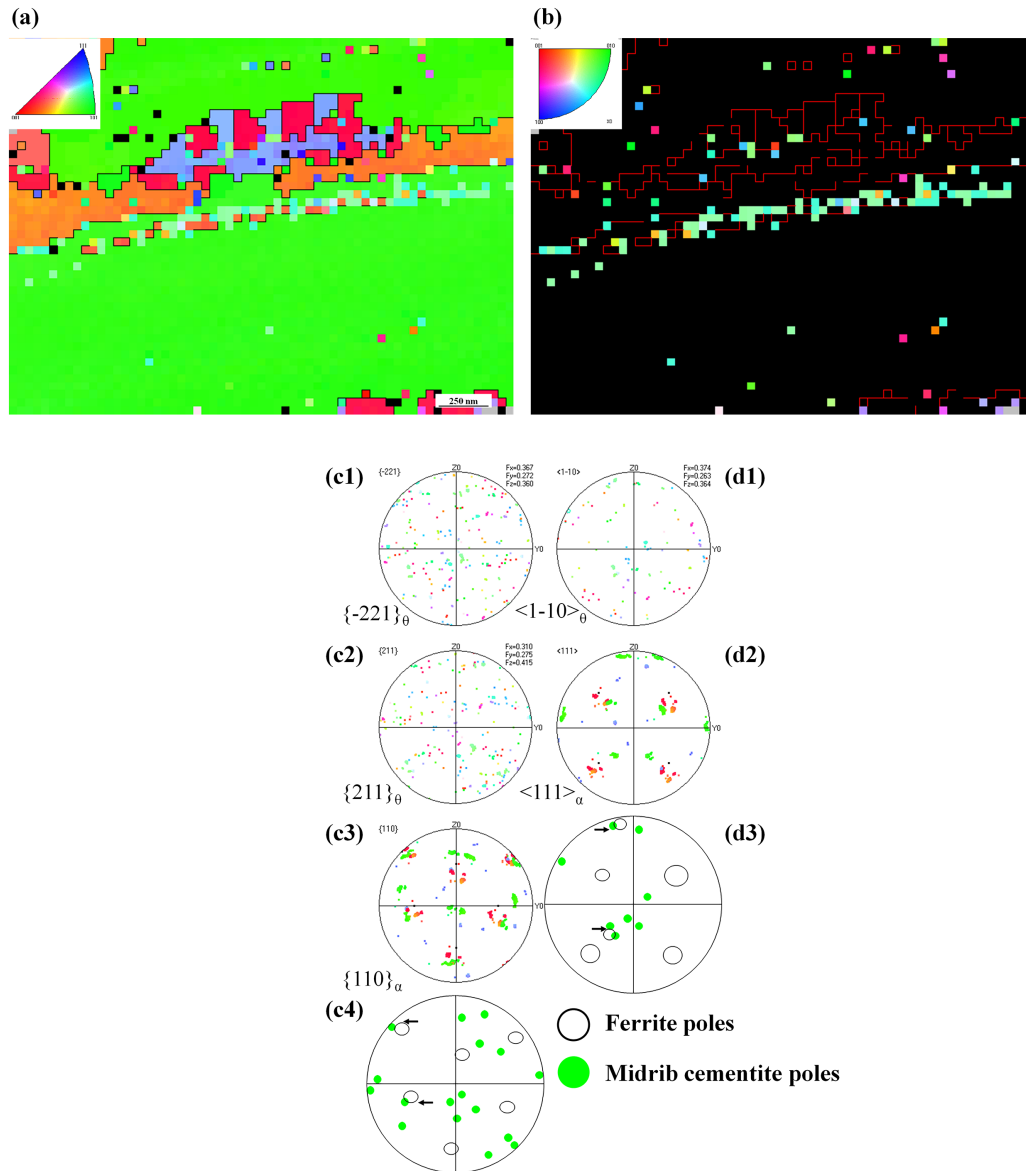 (a)
(b)
111
001
101
001
010
100
250 nm
(c1)
{-221}
Z0
Fx=0.367
Fy=0.272
Fz=0.360
Y0
{-221}θ
<1-10>
Z0
Fx=0.374
Fy=0.263
Fz=0.364
(d1)
Y0
<1-10>θ
(c2)
{211}
Z0
Fx=0.310
Fy=0.275
Fz=0.415
Y0
{211}θ
<111>
Z0
(d2)
Y0
<111>α
(c3)
{110}
Z0
Y0
{110}α
(d3)
(c4)
Ferrite poles
Midrib cementite poles